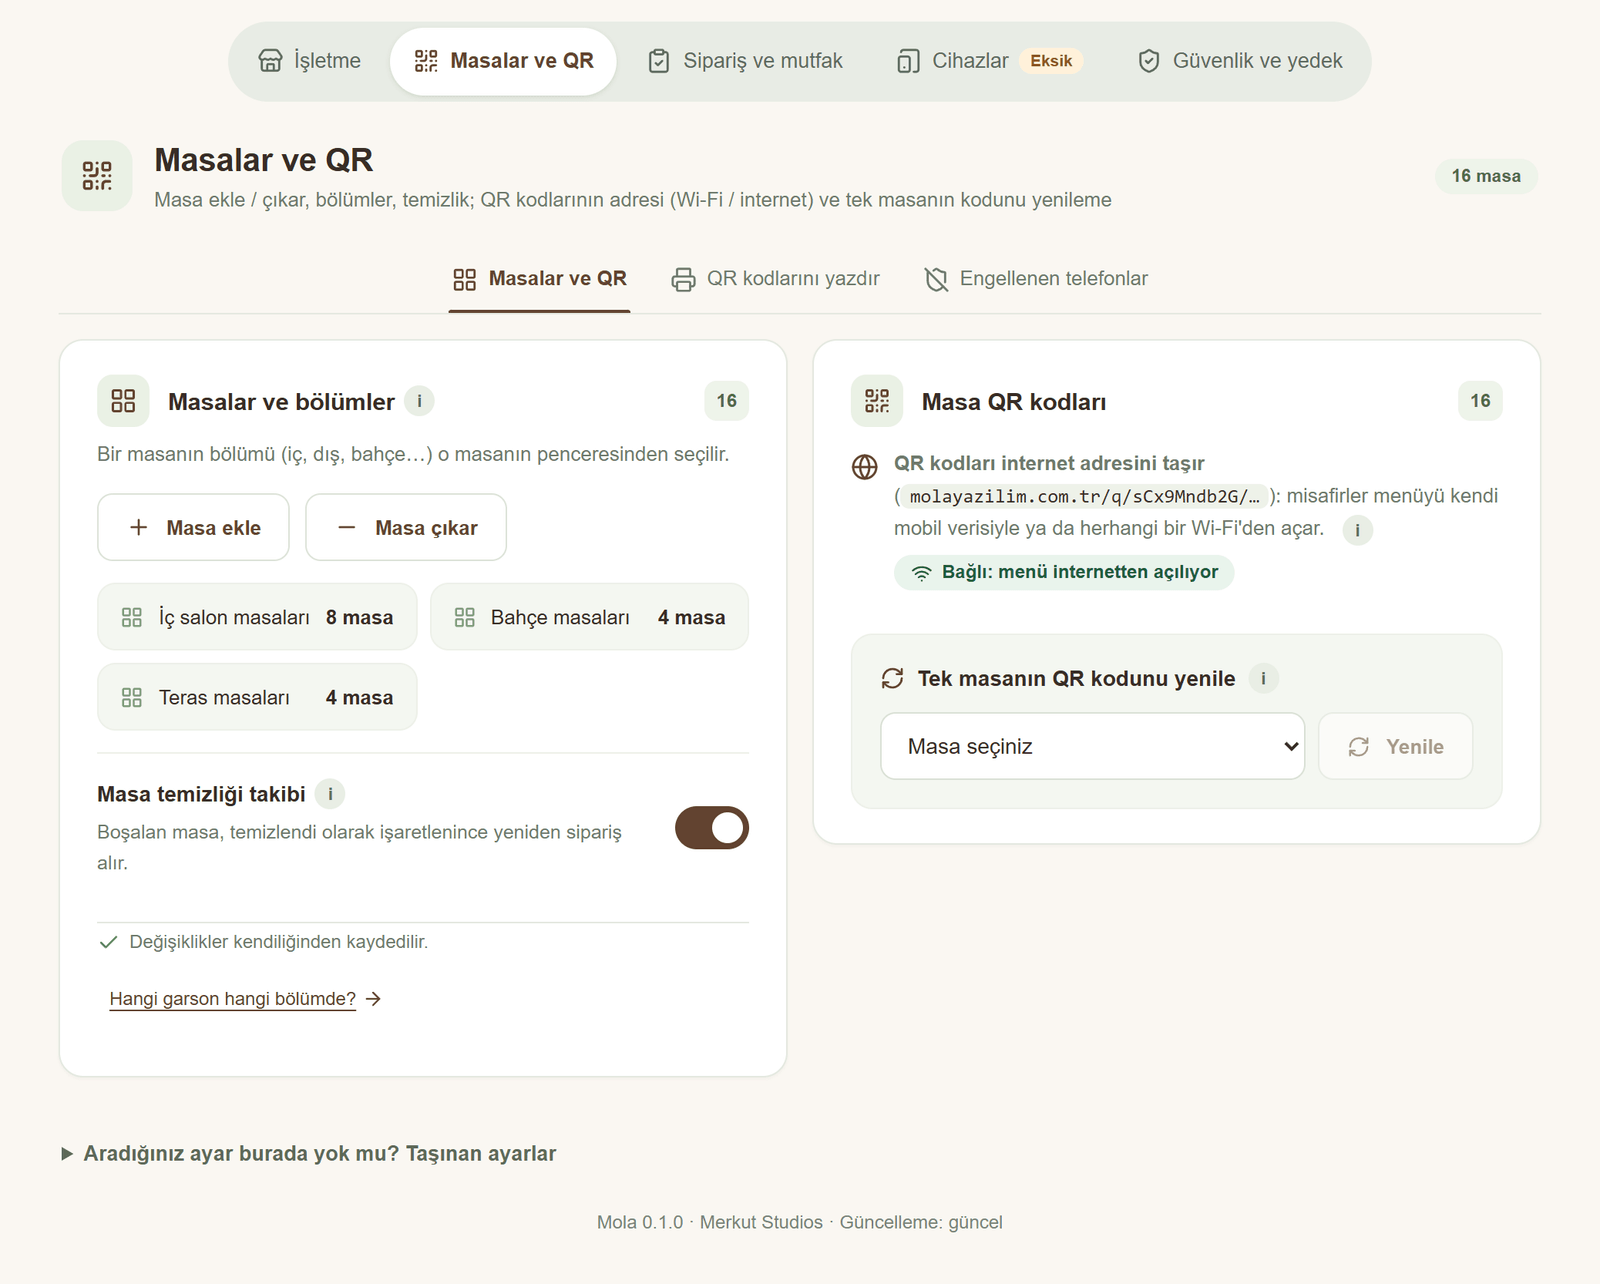 İşletme
Masalar ve QR
Sipariş ve mutfak
Cihazlar
Eksik
Güvenlik ve yedek
Masalar ve QR
Masa ekle / çıkar, bölümler, temizlik; QR kodlarının adresi (Wi-Fi / internet) ve tek masanın kodunu yenileme
16 masa
Masalar ve QR
QR kodlarını yazdır
Engellenen telefonlar
Masalar ve bölümler
i
16
Bir masanın bölümü (iç, dış, bahçe…) o masanın penceresinden seçilir.
Masa ekle
Masa çıkar
İç salon masaları 8 masa
Bahçe masaları 4 masa
Teras masaları 4 masa
Masa temizliği takibi
i
Boşalan masa, temizlendi olarak işaretlenince yeniden sipariş
alır.
Değişiklikler kendiliğinden kaydedilir.
Hangi garson hangi bölümde? →
Masa QR kodları
16
QR kodları internet adresini taşır
(molayazilim.com.tr/q/sCx9Mndb2G/…): misafirler menüyü kendi
mobil verisiyle ya da herhangi bir Wi-Fi'den açar.
i
Bağlı: menü internetten açılıyor
Tek masanın QR kodunu yenile
i
Masa seçiniz
Yenile
Aradığınız ayar burada yok mu? Taşınan ayarlar
Mola 0.1.0 · Merkut Studios · Güncelleme: güncel